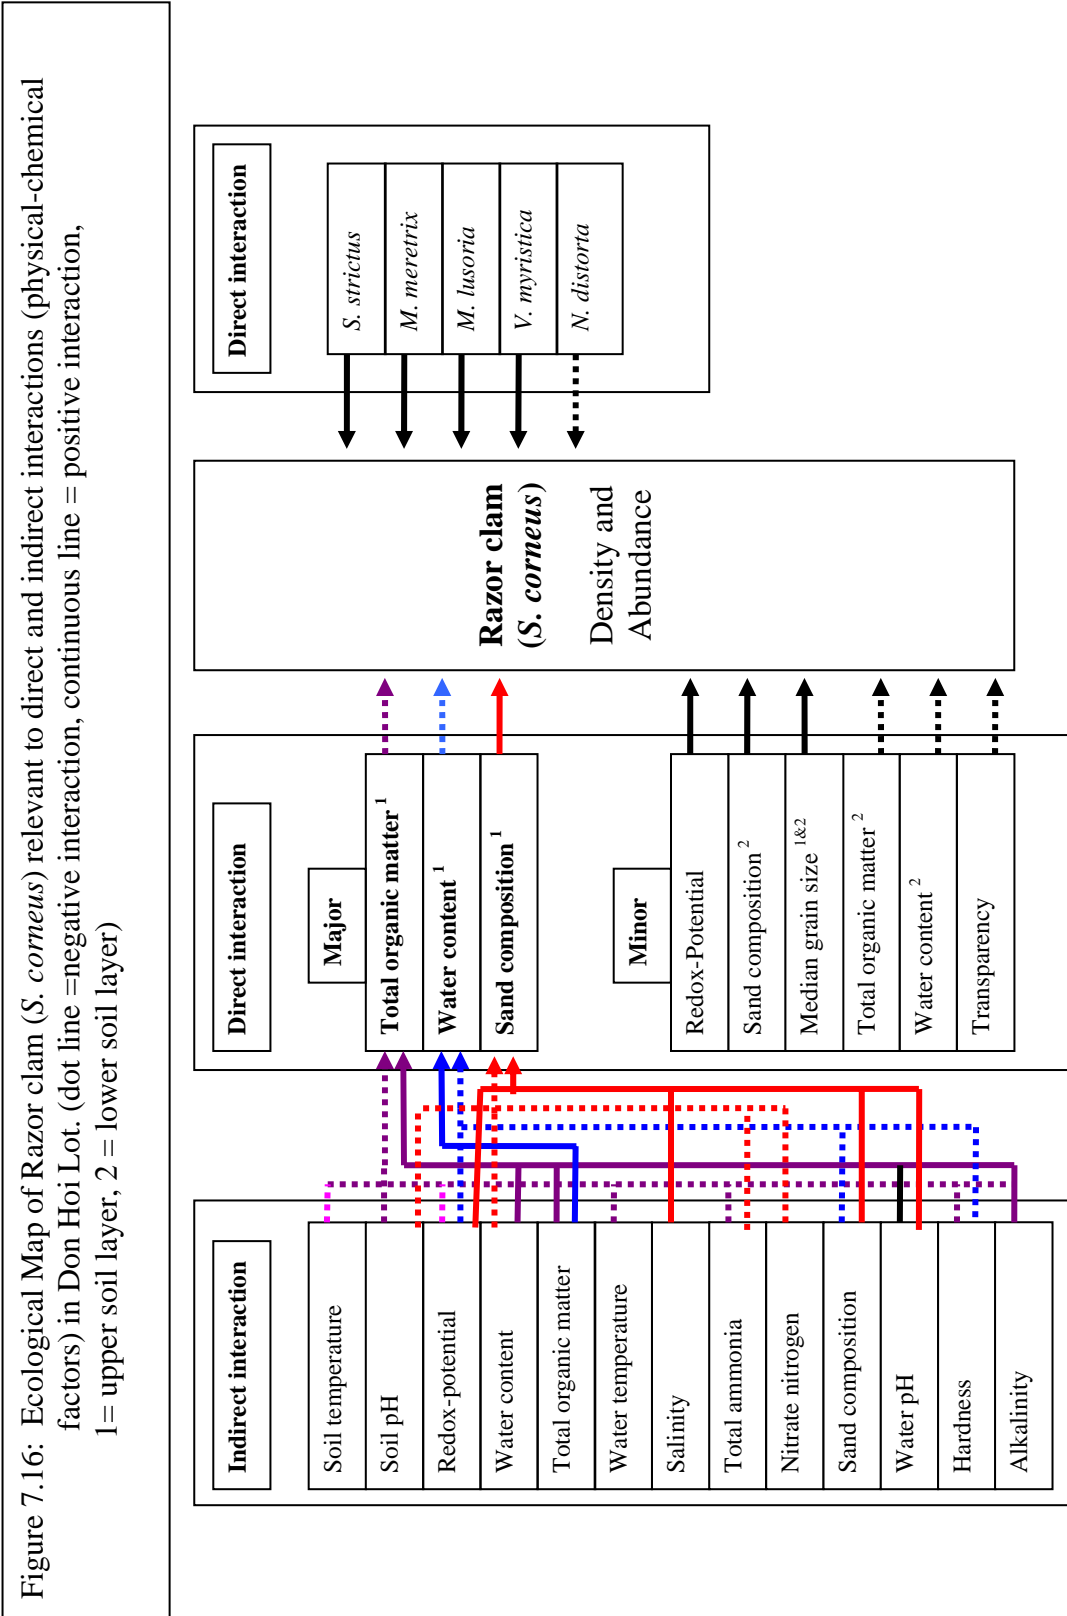 Figure 7.16: Ecological Map of Razor clam (S. corneus) relevant to direct and indirect interactions (physical-chemical
factors) in Don Hoi Lot. (dot line =negative interaction, continuous line = positive interaction,
1= upper soil layer, 2 = lower soil layer)
Indirect interaction
Soil temperature
Soil pH
Redox-potential
Water content
Total organic matter
Water temperature
Salinity
Total ammonia
Nitrate nitrogen
Sand composition
Water pH
Hardness
Alkalinity
Direct interaction
Major
Total organic matter 1
Water content 1
Sand composition 1
Minor
Redox-Potential
Sand composition 2
Median grain size 1&2
Total organic matter 2
Water content 2
Transparency
Razor clam
(S. corneus)
Density and
Abundance
Direct interaction
S. strictus
M. meretrix
M. lusoria
V. myristica
N. distorta